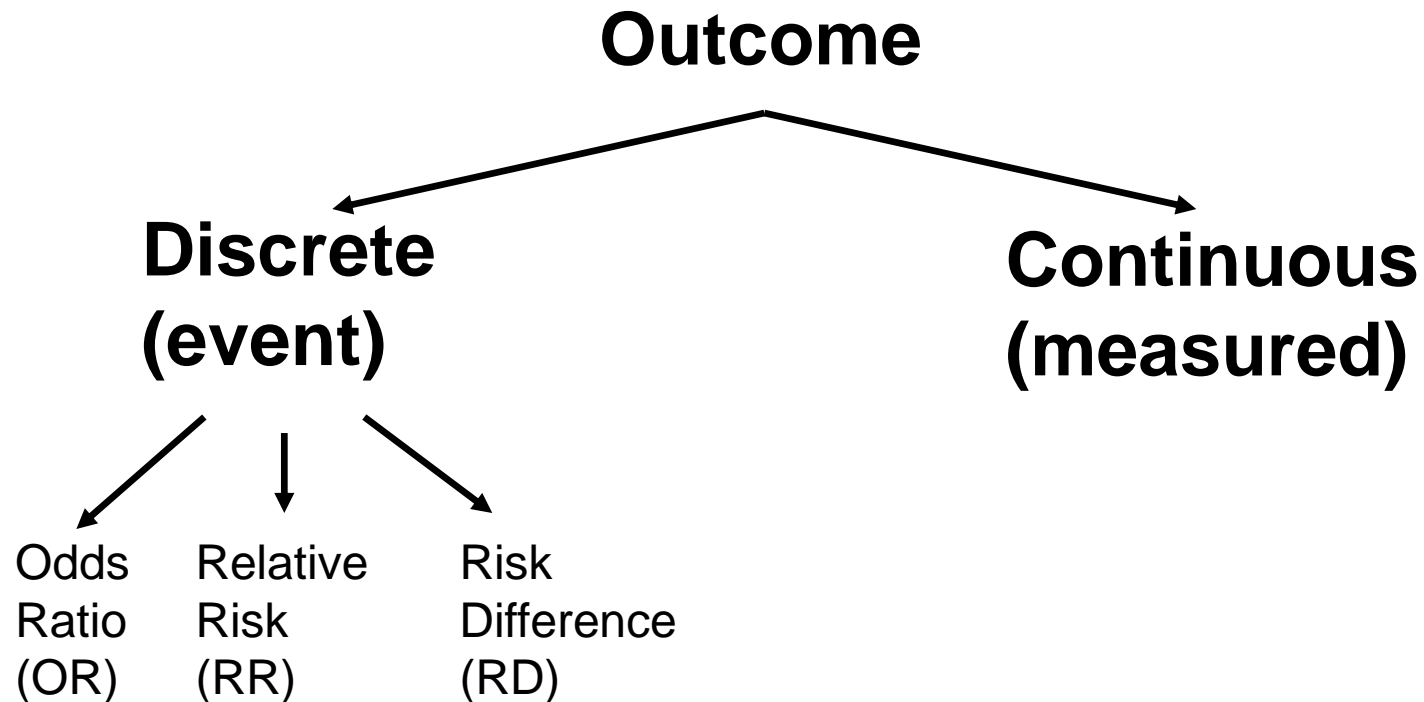 Outcome
Discrete
(event)
Continuous
(measured)
Odds
Ratio
(OR)
Relative
Risk
(RR)
Risk
Difference
(RD)